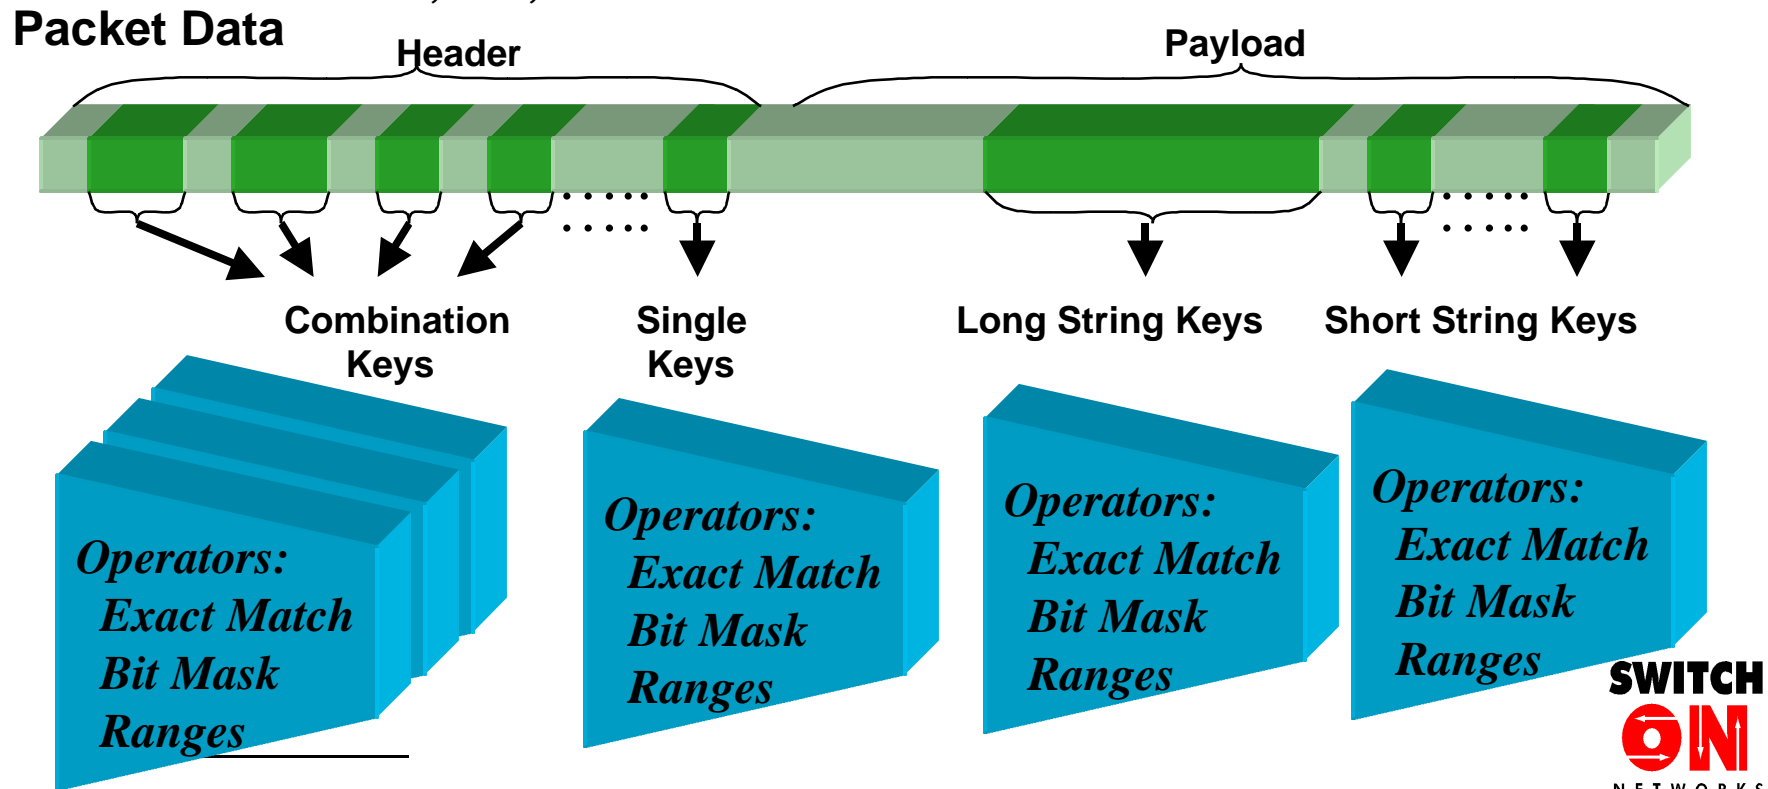 Packet Data
Header
Payload
Combination
Keys
Single
Keys
Long String Keys
Short String Keys
Operators:
Exact Match
Bit Mask
Ranges
Operators:
Exact Match
Bit Mask
Ranges
Operators:
Exact Match
Bit Mask
Ranges
Operators:
Exact Match
Bit Mask
Ranges
SWITCH
ON
NETWORKS